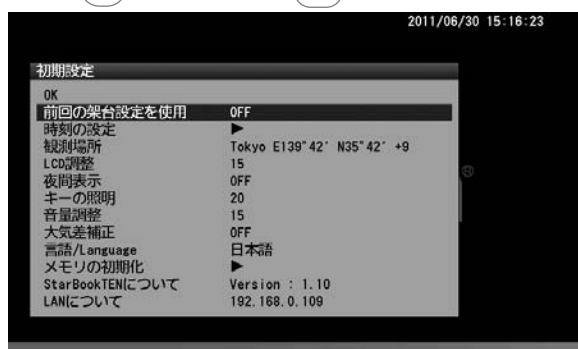 2011/06/30 15:16:23
初期設定
OK
前回の架台設定を使用 OFF
時刻の設定 ▶
観測場所 Tokyo E139°42′ N35°42′ +9
LCD調整 15
夜間表示 OFF
キーの照明 20
音量調整 15
大気差補正 OFF
言語/Language 日本語
メモリの初期化 ▶
StarBookTENについて Version : 1.10
LANについて 192.168.0.109
®